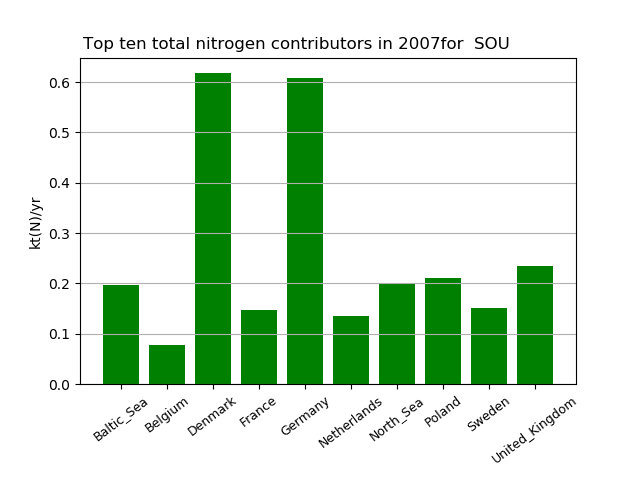 Top ten total nitrogen contributors in 2007for  SOU
0.6
0.5
0.4
0.3
0.2
0.1
0.0
kt(N)/yr
Baltic_Sea
Belgium
Denmark
France
Germany
Netherlands
North_Sea
Poland
Sweden
United_Kingdom